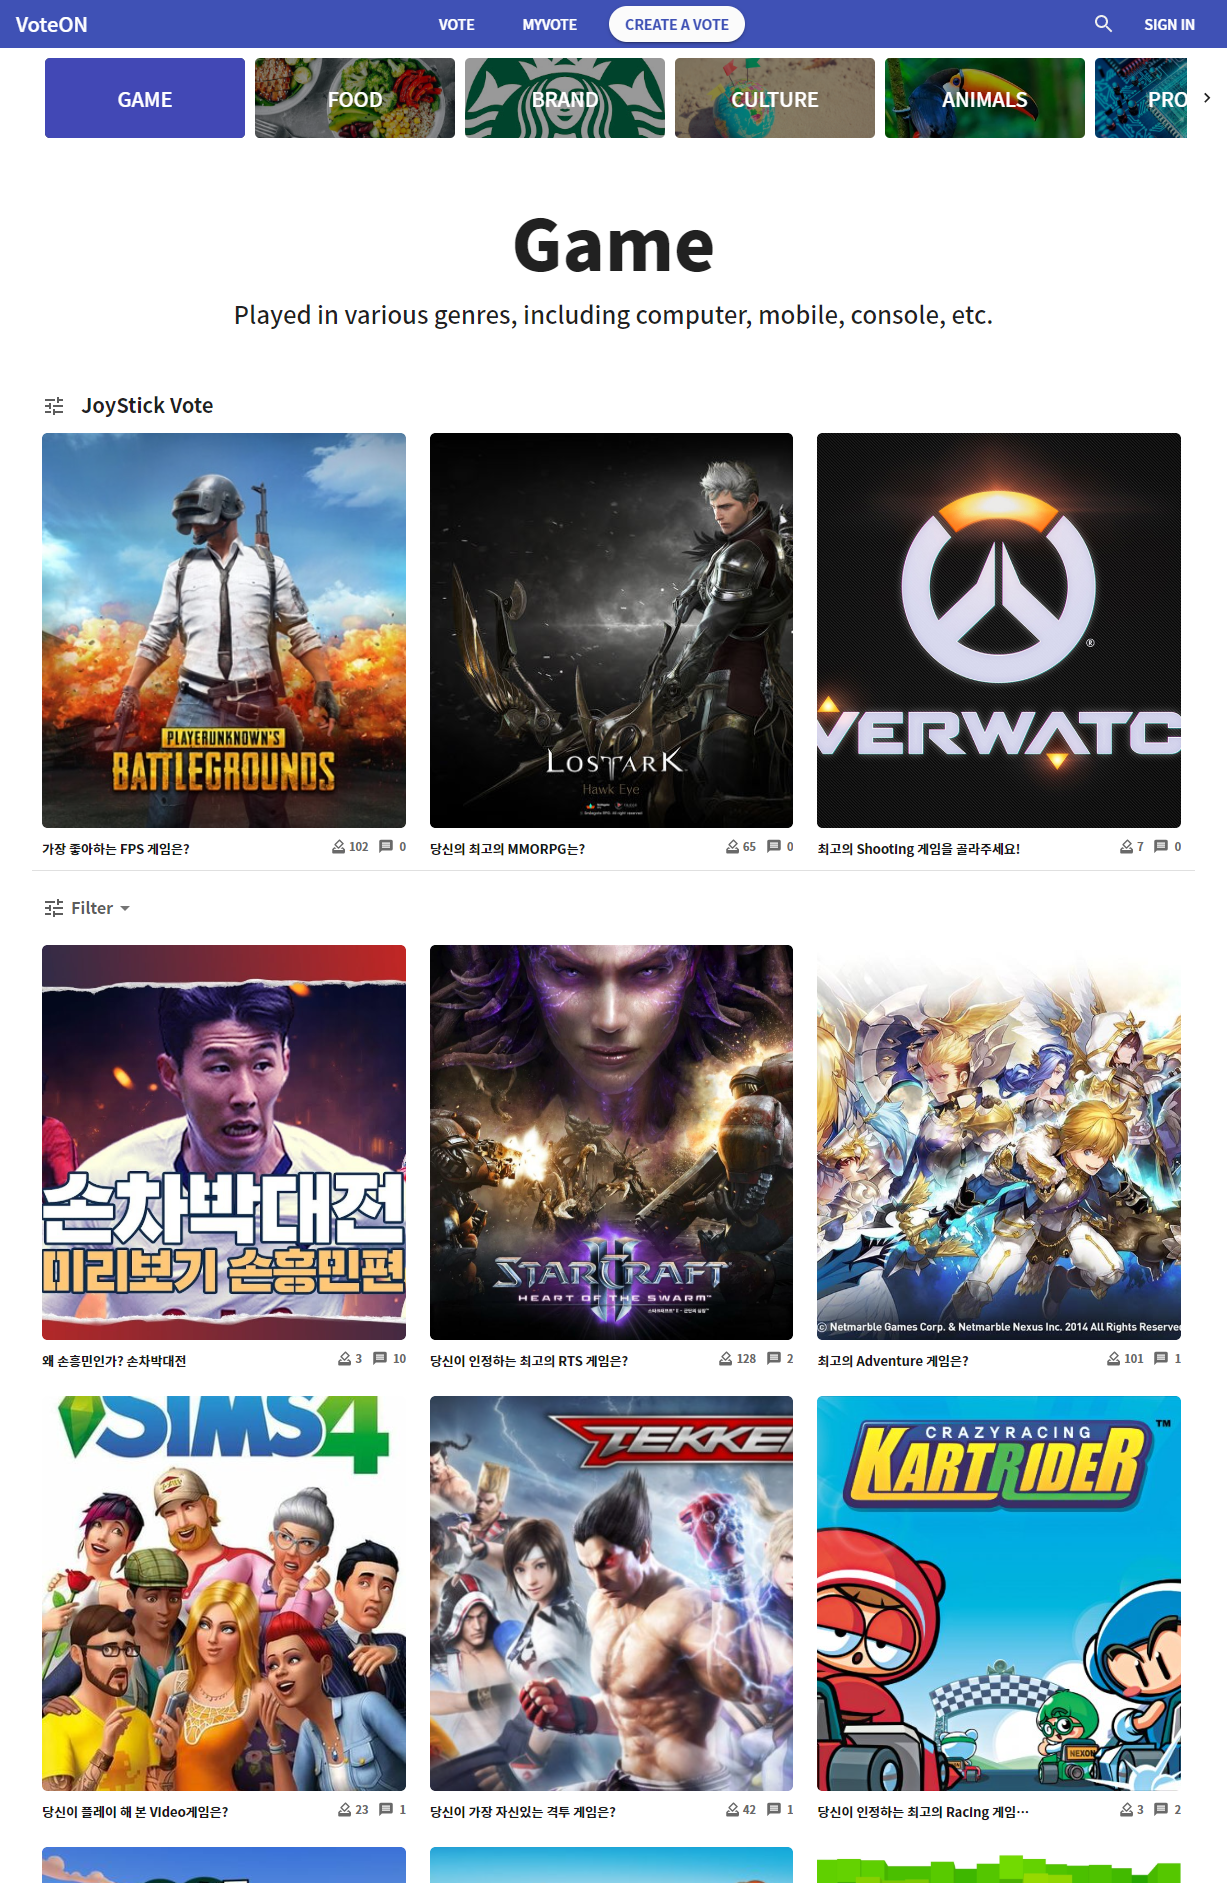 VoteON
VOTE
MYVOTE
CREATE A VOTE
SIGN IN
GAME
FOOD
BRAND
CULTURE
ANIMALS
PRO
Game
Played in various genres, including computer, mobile, console, etc.
JoyStick Vote
PLAYERUNKNOWN'S
BATTLEGROUNDS
LOSTARK
Hawk Eye
®
VERWATC
가장 좋아하는 FPS 게임은?
102
0
당신의 최고의 MMORPG는?
65
0
최고의 Shooting 게임을 골라주세요!
7
0
Filter
손차박대전
미리보기 손흥민편
STARCRAFT
II
HEART OF THE SWARM™
© Netmarble Games Corp. & Netmarble Nexus Inc. 2014 All Rights Reserve
왜 손흥민인가? 손차박대전
3
10
당신이 인정하는 최고의 RTS 게임은?
128
2
최고의 Adventure 게임은?
101
1
SIMS4
TEKKE
CRAZYRACING
KARTRIDER
TM
NEXON
당신이 플레이 해 본 Video게임은?
23
1
당신이 가장 자신있는 격투 게임은?
42
1
당신이 인정하는 최고의 Racing 게임…
3
2